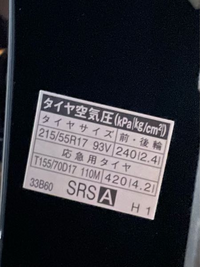 タイヤ空気圧(kPa{kg/cm²})
タイヤサイズ 前・後輪
215/55R17 93V 240{2.4}
応急用タイヤ
T155/70D17 110M 420{4.2}
33B60 SRS A H 1